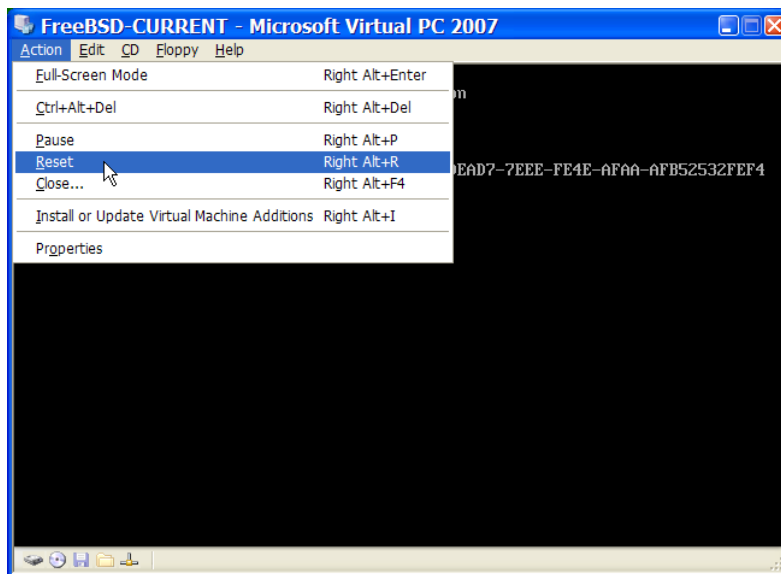 FreeBSD-CURRENT - Microsoft Virtual PC 2007
Action Edit CD Floppy Help
Full-Screen Mode Right Alt+Enter
on
Ctrl+Alt+Del Right Alt+Del
Pause Right Alt+P
Reset Right Alt+R
DEAD7-7EEE-FE4E-AFAA-AFB52532FEF4
Close... Right Alt+F4
Install or Update Virtual Machine Additions Right Alt+I
Properties